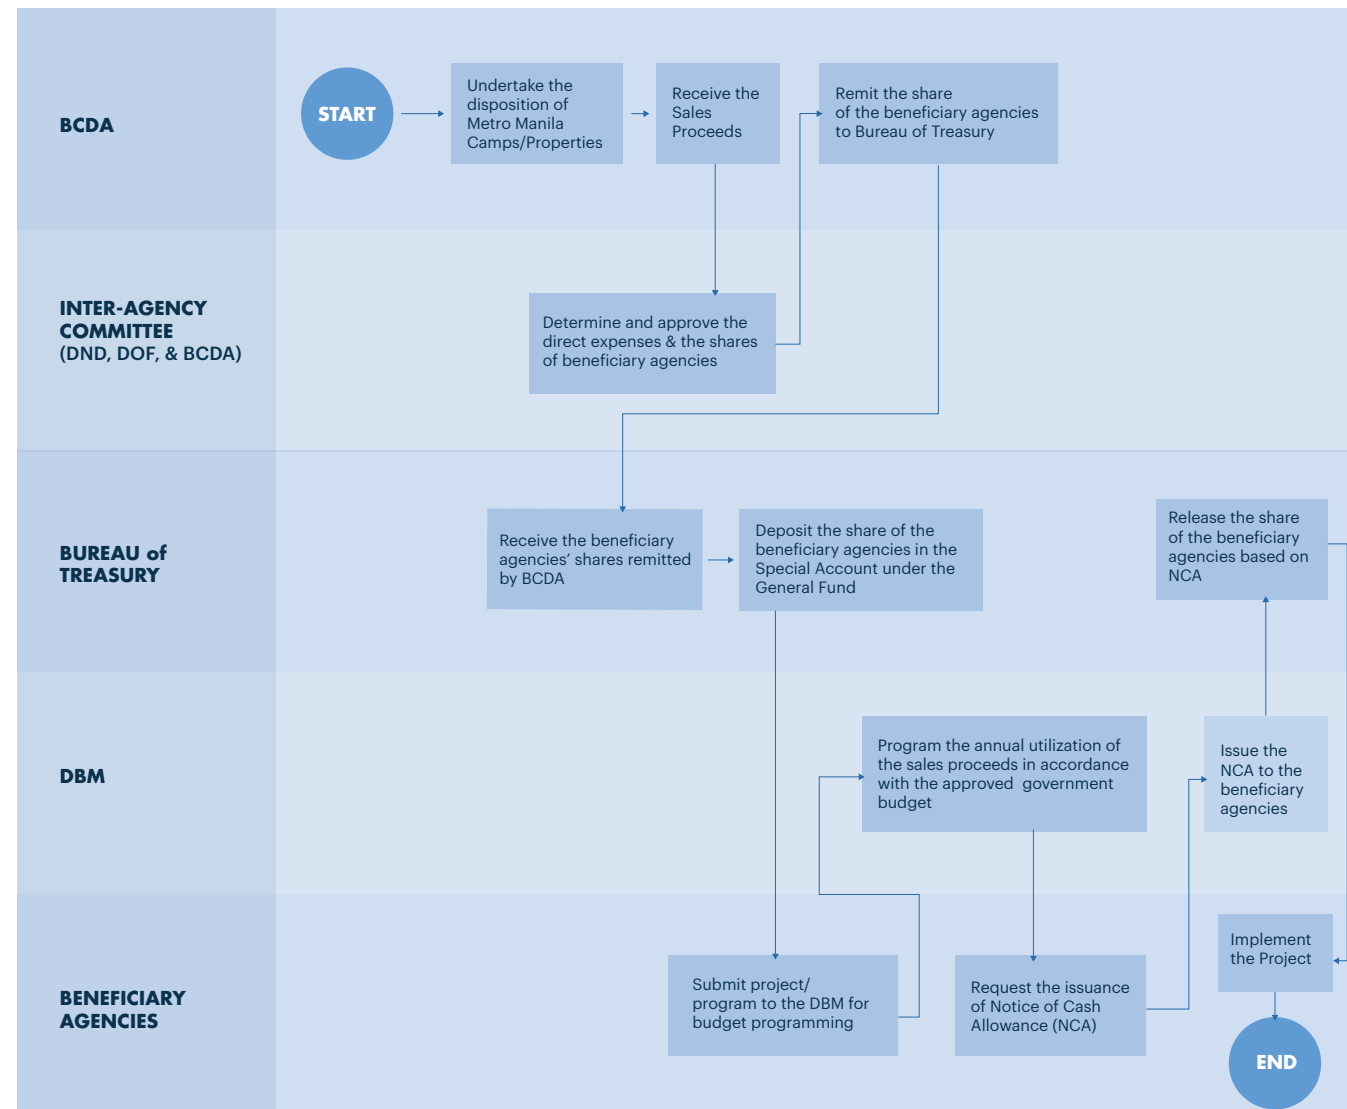 BCDA
START
Undertake the
disposition of
Metro Manila
Camps/Properties
Receive the
Sales
Proceeds
Remit the share
of the beneficiary agencies
to Bureau of Treasury
INTER-AGENCY
COMMITTEE
(DND, DOF, & BCDA)
Determine and approve the
direct expenses & the shares
of beneficiary agencies
BUREAU of
TREASURY
Receive the beneficiary
agencies’ shares remitted
by BCDA
Deposit the share of the
beneficiary agencies in the
Special Account under the
General Fund
Release the share
of the beneficiary
agencies based on
NCA
DBM
Program the annual utilization of
the sales proceeds in accordance
with the approved government
budget
Issue the
NCA to the
beneficiary
agencies
BENEFICIARY
AGENCIES
Submit project/
program to the DBM for
budget programming
Request the issuance
of Notice of Cash
Allowance (NCA)
Implement
the Project
END